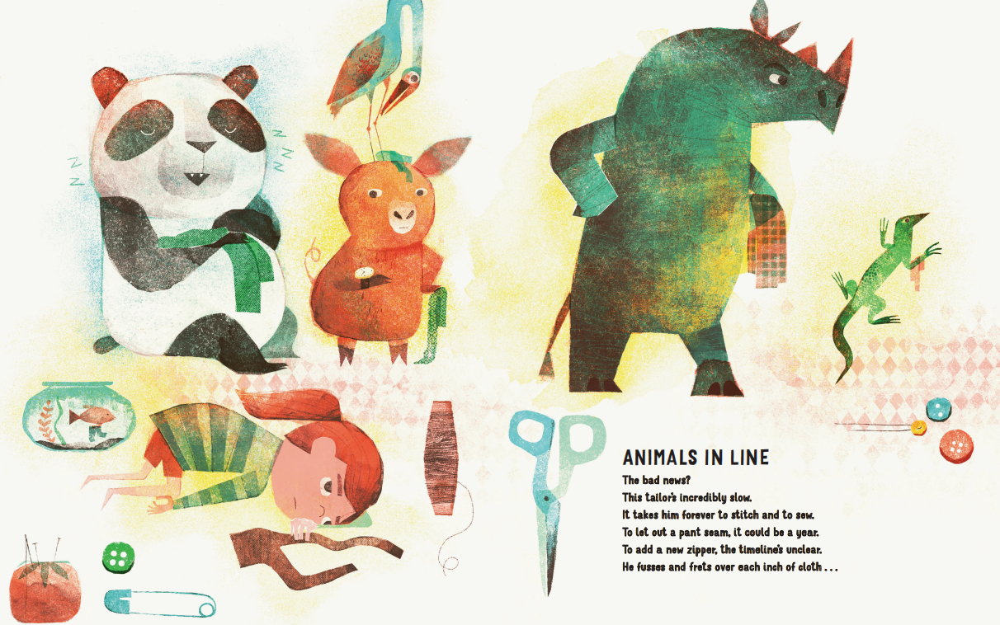 Z
Z
Z
Z
Z
Z
ANIMALS IN LINE
The bad news?
This tailor's incredibly slow.
It takes him forever to stitch and to sew.
To let out a pant seam, it could be a year.
To add a new zipper, the timeline's unclear.
He fusses and frets over each inch of cloth . . .